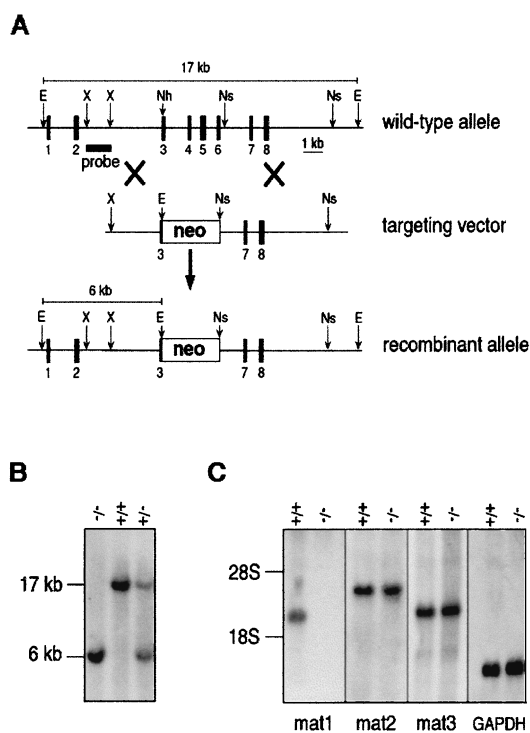 A
17 kb
E X X Nh Ns Ns E
wild-type allele
1 2 3 4 5 6 7 8
probe
1 kb
X E Ns Ns
neo
targeting vector
3 7 8
6 kb
E X X E Ns Ns E
neo
recombinant allele
1 2 3 7 8
B
-/- +/+ +/-
17 kb
6 kb
C
+/+ -/- +/+ -/- +/+ -/- +/+ -/-
28S
18S
mat1 mat2 mat3 GAPDH